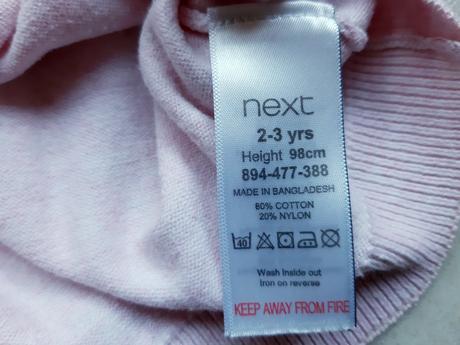 next
2-3 yrs
Height 98cm
894-477-388
MADE IN BANGLADESH
80% COTTON
20% NYLON
40
Wash Inside out
Iron on reverse
KEEP AWAY FROM FIRE